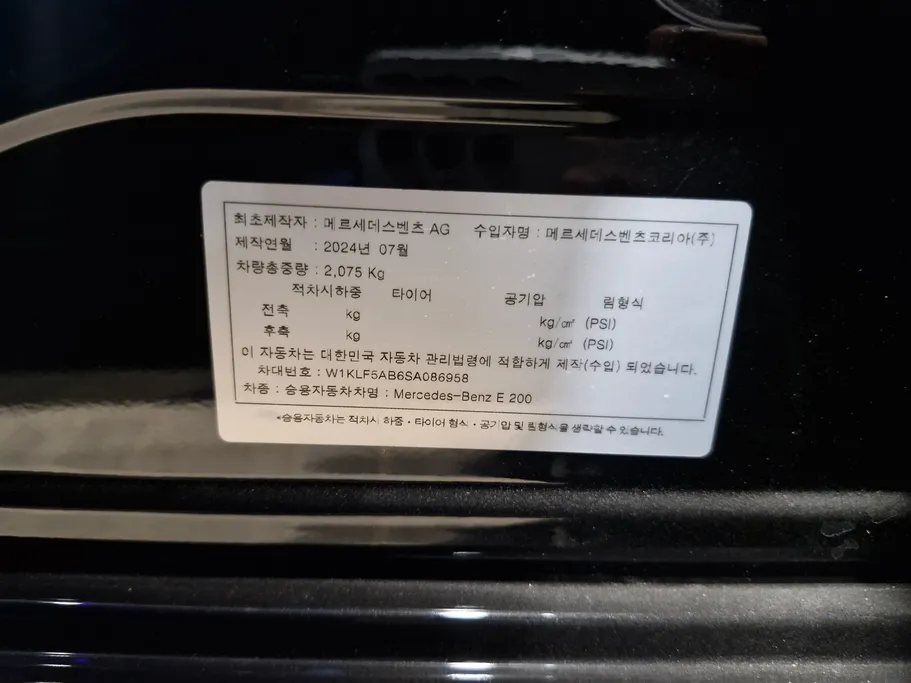 최초제작자 : 메르세데스벤츠 AG 수입자명 : 메르세데스벤츠코리아(주)
제작연월 : 2024년 07월
차량총중량 : 2,075 Kg
적차시하중 타이어 공기압 림형식
전축 kg kg/㎠ (PSI)
후축 kg kg/㎠ (PSI)
이 자동차는 대한민국 자동차 관리법령에 적합하게 제작(수입) 되었습니다.
차대번호 : W1KLF5AB6SA086958
차종 : 승용자동차차명 : Mercedes-Benz E 200
*승용자동차는 적차시 하중·타이어 형식·공기압 및 림형식을 생략할 수 있습니다.